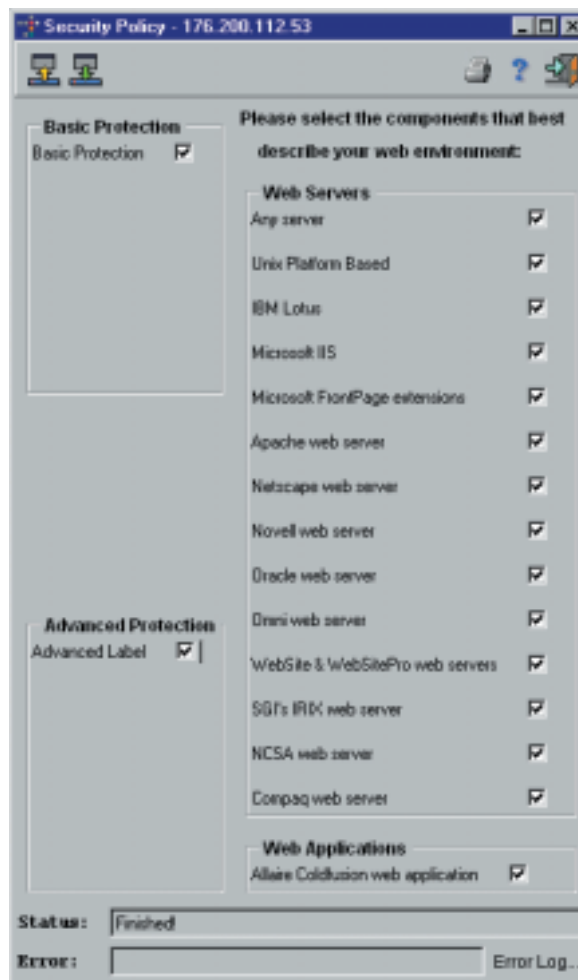 Security Policy - 176.200.112.53
?
Basic Protection
Basic Protection
Please select the components that best
describe your web environment:
Web Servers
Any server
Unix Platform Based
IBM Lotus
Microsoft IIS
Microsoft FrontPage extensions
Apache web server
Netscape web server
Novell web server
Oracle web server
Omni web server
WebSite & WebSitePro web servers
SGI's IRIX web server
NCSA web server
Compaq web server
Advanced Protection
Advanced Label
Web Applications
Allaire Coldfusion web application
Status: Finished!
Error: Error Log...